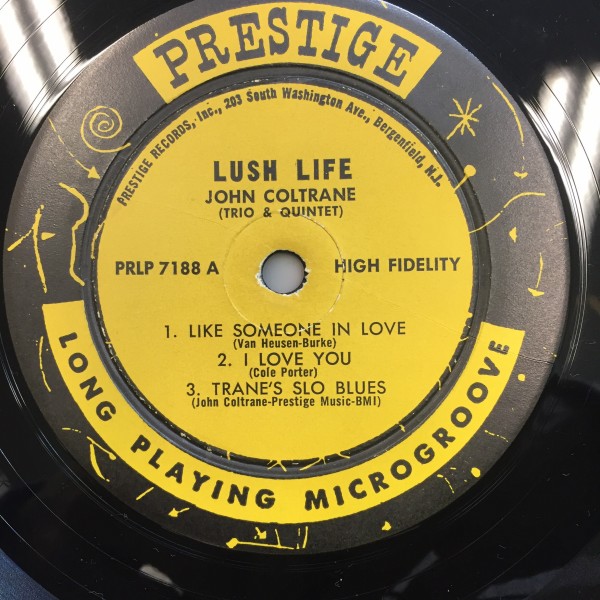 PRESTIGE
PRESTIGE RECORDS, Inc., 203 South Washington Ave., Bergenfield, N.J.
LUSH LIFE
JOHN COLTRANE
(TRIO & QUINTET)
PRLP 7188 A
HIGH FIDELITY
1. LIKE SOMEONE IN LOVE
(Van Heusen-Burke)
2. I LOVE YOU
(Cole Porter)
3. TRANE'S SLO BLUES
(John Coltrane-Prestige Music-BMI)
LONG PLAYING MICROGROOVE